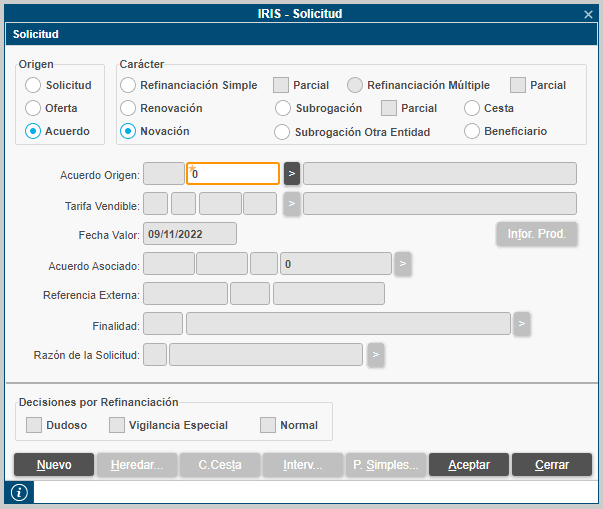 IRIS - Solicitud
Solicitud
Origen
Carácter
Solicitud
Refinanciación Simple
Parcial
Refinanciación Múltiple
Parcial
Oferta
Renovación
Subrogación
Parcial
Cesta
Acuerdo
Novación
Subrogación Otra Entidad
Beneficiario
Acuerdo Origen:
* 0
>
Tarifa Vendible:
>
Fecha Valor:
09/11/2022
Infor. Prod.
Acuerdo Asociado:
0
>
Referencia Externa:
Finalidad:
>
Razón de la Solicitud:
>
Decisiones por Refinanciación
Dudoso
Vigilancia Especial
Normal
Nuevo
Heredar...
C.Cesta
Interv...
P. Simples...
Aceptar
Cerrar